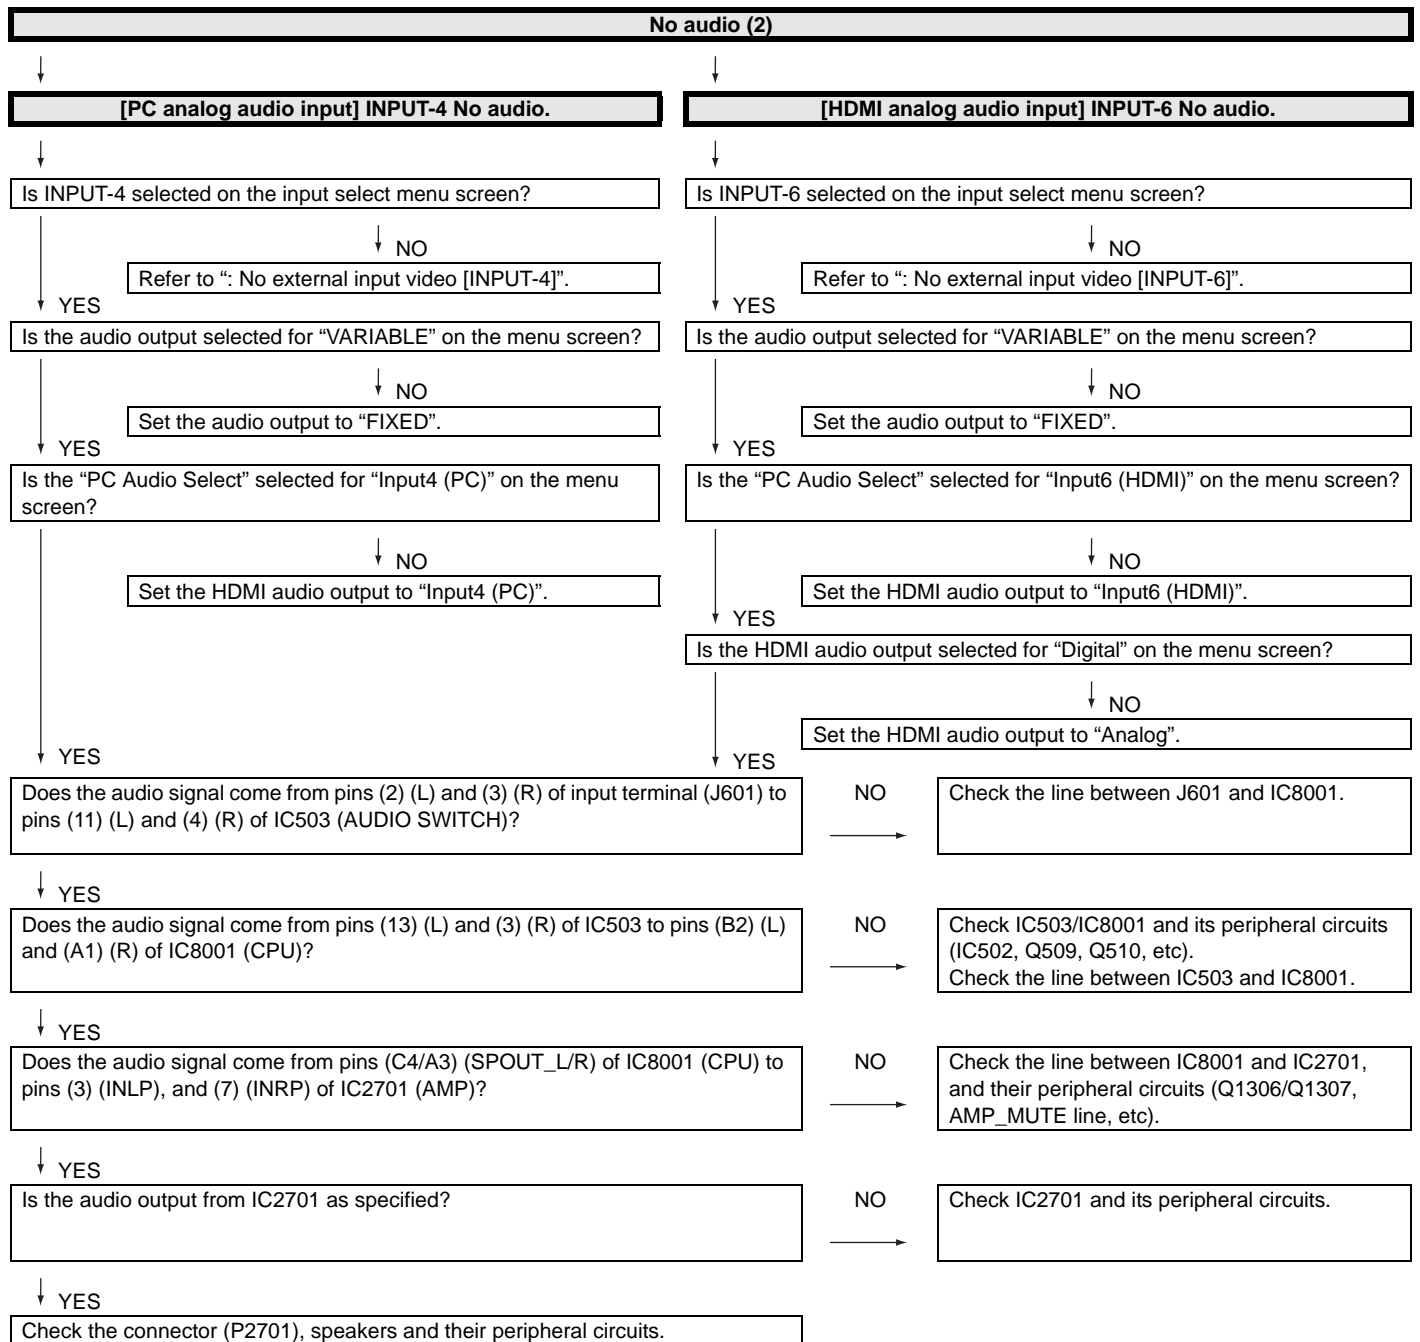 No audio (2)
[PC analog audio input] INPUT-4 No audio.
Is INPUT-4 selected on the input select menu screen?
NO
Refer to “: No external input video [INPUT-4]”.
YES
Is the audio output selected for “VARIABLE” on the menu screen?
NO
Set the audio output to “FIXED”.
YES
Is the “PC Audio Select” selected for “Input4 (PC)” on the menu
screen?
NO
Set the HDMI audio output to “Input4 (PC)”.
YES
[HDMI analog audio input] INPUT-6 No audio.
Is INPUT-6 selected on the input select menu screen?
NO
Refer to “: No external input video [INPUT-6]”.
YES
Is the audio output selected for “VARIABLE” on the menu screen?
NO
Set the audio output to “FIXED”.
YES
Is the “PC Audio Select” selected for “Input6 (HDMI)” on the menu screen?
NO
Set the HDMI audio output to “Input6 (HDMI)”.
YES
Is the HDMI audio output selected for “Digital” on the menu screen?
NO
Set the HDMI audio output to “Analog”.
YES
Does the audio signal come from pins (2) (L) and (3) (R) of input terminal (J601) to
pins (11) (L) and (4) (R) of IC503 (AUDIO SWITCH)?
NO
Check the line between J601 and IC8001.
YES
Does the audio signal come from pins (13) (L) and (3) (R) of IC503 to pins (B2) (L)
and (A1) (R) of IC8001 (CPU)?
NO
Check IC503/IC8001 and its peripheral circuits
(IC502, Q509, Q510, etc).
Check the line between IC503 and IC8001.
YES
Does the audio signal come from pins (C4/A3) (SPOUT_L/R) of IC8001 (CPU) to
pins (3) (INLP), and (7) (INRP) of IC2701 (AMP)?
NO
Check the line between IC8001 and IC2701,
and their peripheral circuits (Q1306/Q1307,
AMP_MUTE line, etc).
YES
Is the audio output from IC2701 as specified?
NO
Check IC2701 and its peripheral circuits.
YES
Check the connector (P2701), speakers and their peripheral circuits.